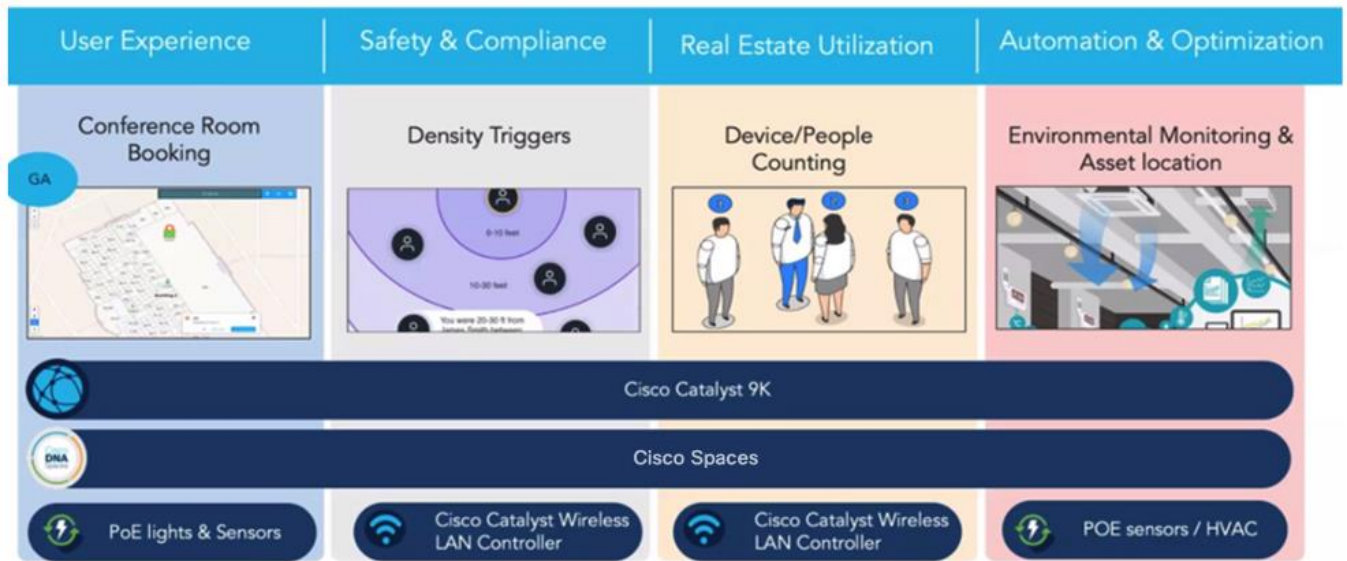 User Experience
Safety & Compliance
Real Estate Utilization
Automation & Optimization
Conference Room
Booking
GA
Density Triggers
0-10 feet
10-30 feet
You were 20-30 ft from
Device/People
Counting
Environmental Monitoring &
Asset location
Cisco Catalyst 9K
DNA
Cisco Spaces
PoE lights & Sensors
Cisco Catalyst Wireless
LAN Controller
Cisco Catalyst Wireless
LAN Controller
POE sensors / HVAC